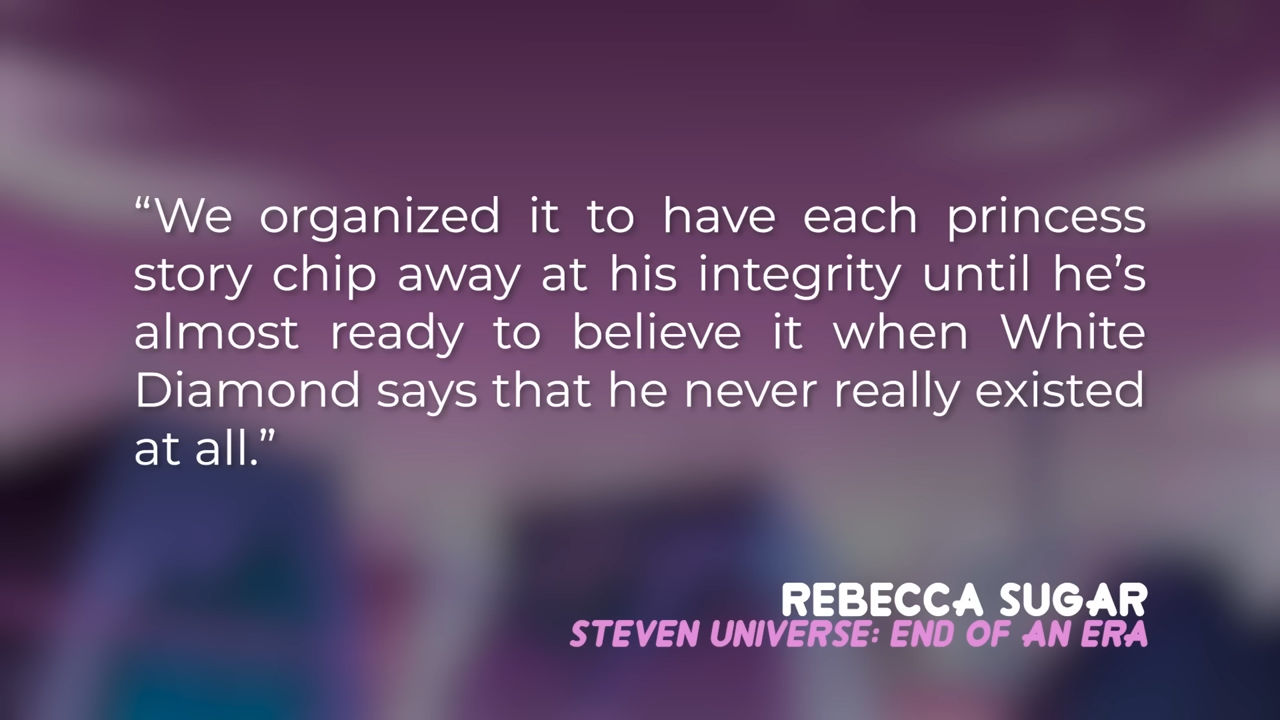 “We organized it to have each princess
story chip away at his integrity until he’s
almost ready to believe it when White
Diamond says that he never really existed
at all.”
REBECCA SUGAR
STEVEN UNIVERSE: END OF AN ERA